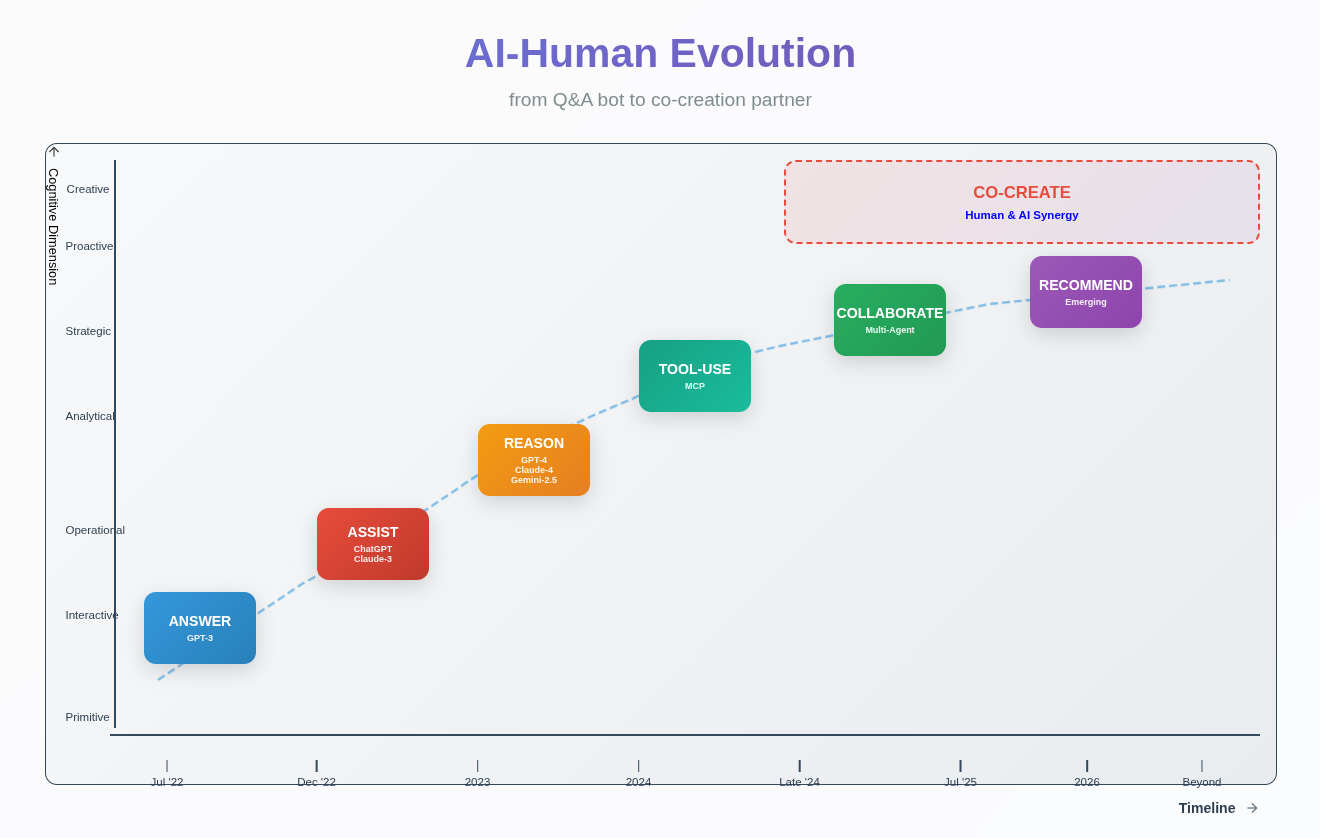 AI-Human Evolution
from Q&A bot to co-creation partner
Cognitive Dimension
Creative
Proactive
Strategic
Analytical
Operational
Interactive
Primitive
CO-CREATE
Human & AI Synergy
RECOMMEND
Emerging
COLLABORATE
Multi-Agent
TOOL-USE
MCP
REASON
GPT-4
Claude-4
Gemini-2.5
ASSIST
ChatGPT
Claude-3
ANSWER
GPT-3
Jul '22
Dec '22
2023
2024
Late '24
Jul '25
2026
Beyond
Timeline